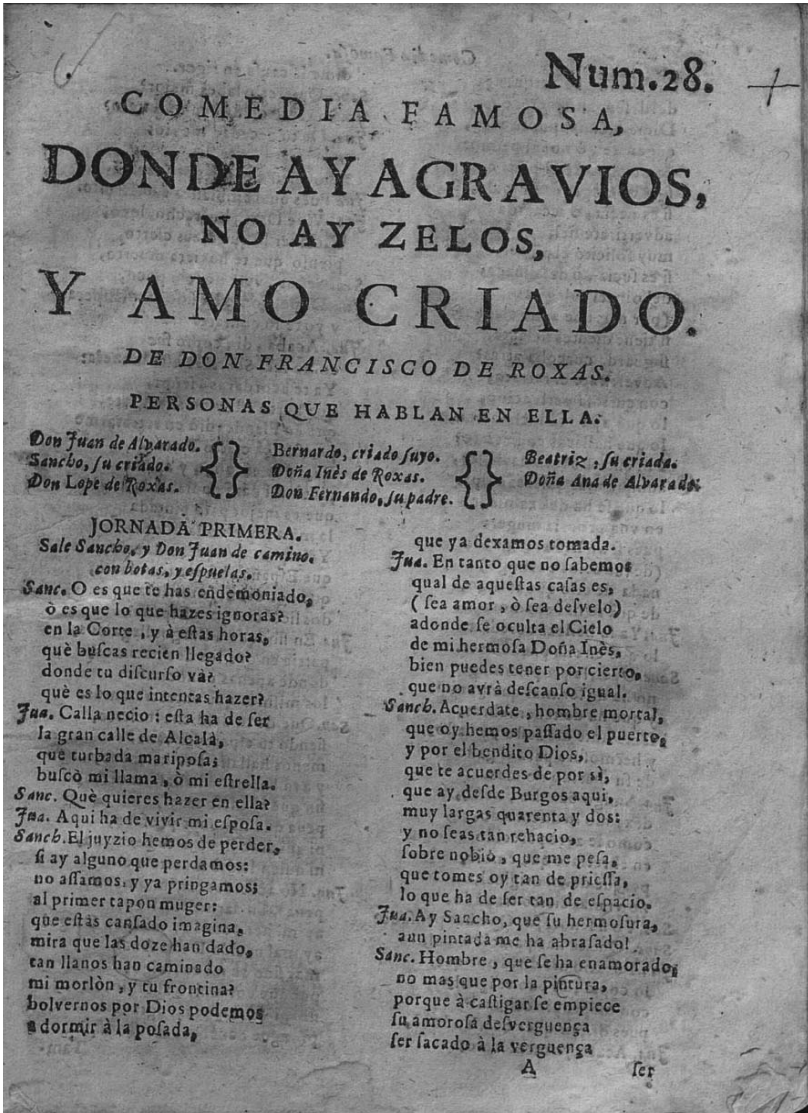 Num.28.
COMEDIA FAMOSA,
DONDE AY AGRAVIOS,
NO AY ZELOS,
Y AMO CRIADO.
DE DON FRANCISCO DE ROXAS.
PERSONAS QUE HABLAN EN ELLA.
Don Juan de Alvarado.
Sancho, ſu criado.
Don Lope de Roxas.
Bernardo, criado ſuyo.
Doña Inès de Roxas.
Don Fernando, ſu padre.
Beatriz, ſu criada.
Doña Ana de Alvarado.
JORNADA PRIMERA.
Sale Sancho, y Don Juan de camino,
con botas, y eſpuelas.
Sanc. O es que te has endemoniado,
ò es que lo que hazes ignoras?
en la Corte, y à eſtas horas,
què buſcas recien llegado?
donde tu diſcurſo và?
què es lo que intentas hazer?
Jua. Calla necio: eſta ha de ſer
la gran calle de Alcalà,
que turbada maripoſa;
buſcò mi llama, ò mi eſtrella.
Sanc. Què quieres hazer en ella?
Jua. Aqui ha de vivir mi eſpoſa.
Sanch. El juyzio hemos de perder,
ſi ay alguno que perdamos:
no aſſamos, y ya pringamos;
al primer tapon muger:
que eſtàs canſado imagina,
mira que las doze han dado,
tan llanos han caminado
mi morlòn, y tu frontina?
bolvernos por Dios podemos
a dormir à la poſada,
que ya dexamos tomada.
Jua. En tanto que no ſabemos
qual de aqueſtas caſas es,
( ſea amor, ò ſea deſvelo)
adonde ſe oculta el Cielo
de mi hermoſa Doña Inès,
bien puedes tener por cierto,
que no avrà deſcanſo igual.
Sanch. Acuerdate, hombre mortal,
que oy hemos paſſado el puerto,
y por el bendito Dios,
que te acuerdes de por sì,
que ay deſde Burgos aqui,
muy largas quarenta y dos:
y no ſeas tan rehacio,
ſobre nobio, que me peſa,
que tomes oy tan de prieſſa,
lo que ha de ſer tan de eſpacio.
Jua. Ay Sancho, que ſu hermoſura,
aun pintada me ha abraſado!
Sanc. Hombre, que ſe ha enamorado,
no mas que por la pintura,
porque à caſtigar ſe empiece
ſu amoroſa deſverguença
ſer ſacado à la verguença
A ſer